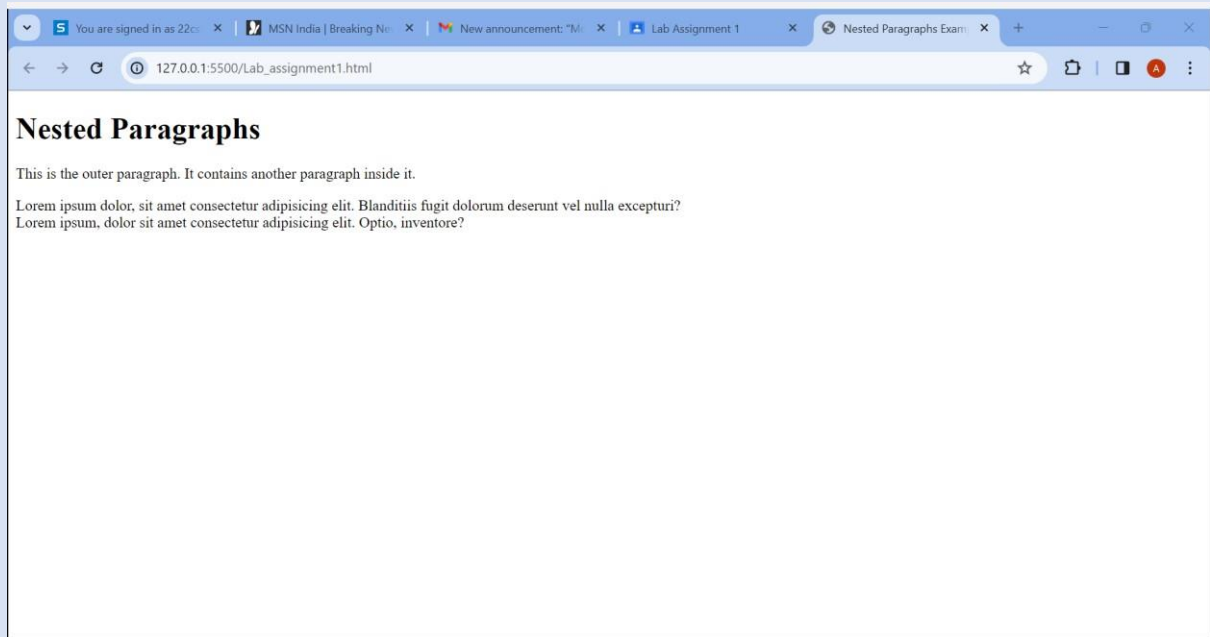 S You are signed in as 22cs
MSN India | Breaking Ne
New announcement: "M
Lab Assignment 1
Nested Paragraphs Exam
127.0.0.1:5500/Lab_assignment1.html
A
Nested Paragraphs
This is the outer paragraph. It contains another paragraph inside it.
Lorem ipsum dolor, sit amet consectetur adipisicing elit. Blanditiis fugit dolorum deserunt vel nulla excepturi?
Lorem ipsum, dolor sit amet consectetur adipisicing elit. Optio, inventore?